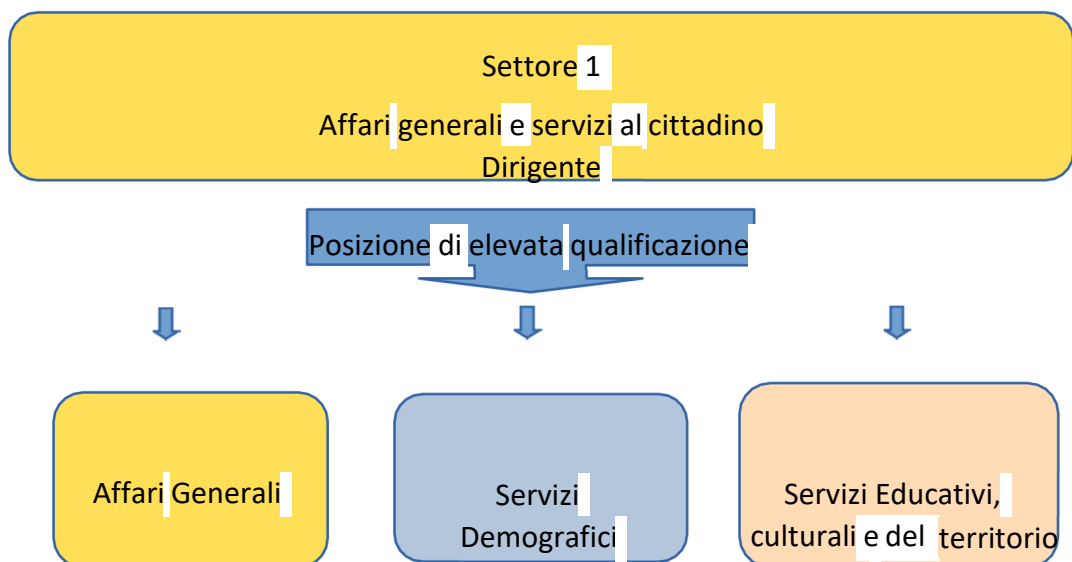 Settore 1
Affari generali e servizi al cittadino
Dirigente
Posizione di elevata qualificazione
Affari Generali
Servizi
Demografici
Servizi Educativi,
culturali e del territorio